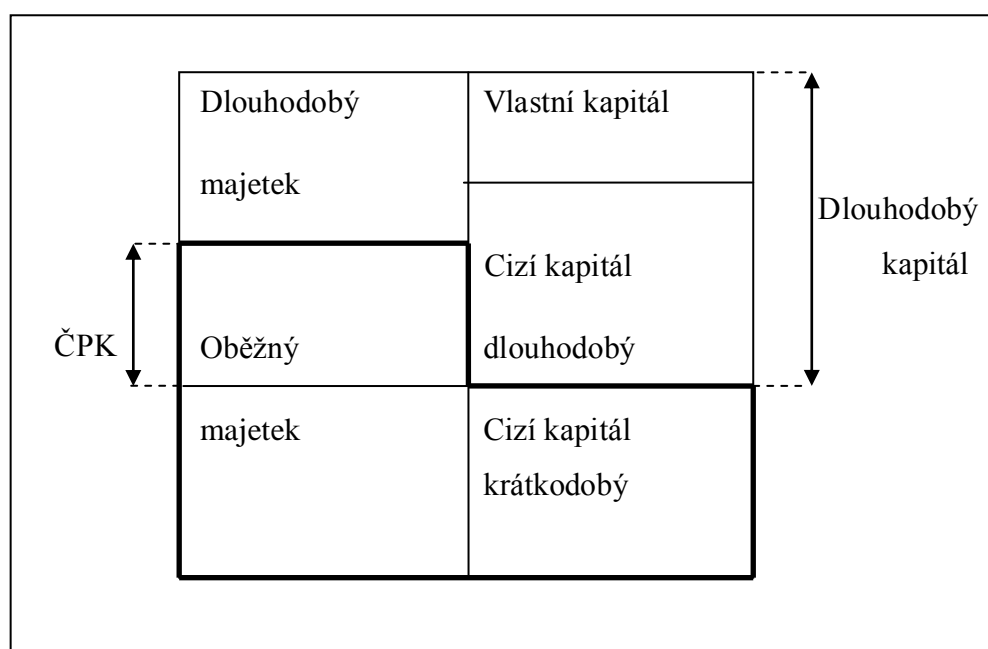 Dlouhodobý
majetek
Vlastní kapitál
Dlouhodobý
kapitál
Cizí kapitál
dlouhodobý
ČPK
Oběžný
majetek
Cizí kapitál
krátkodobý